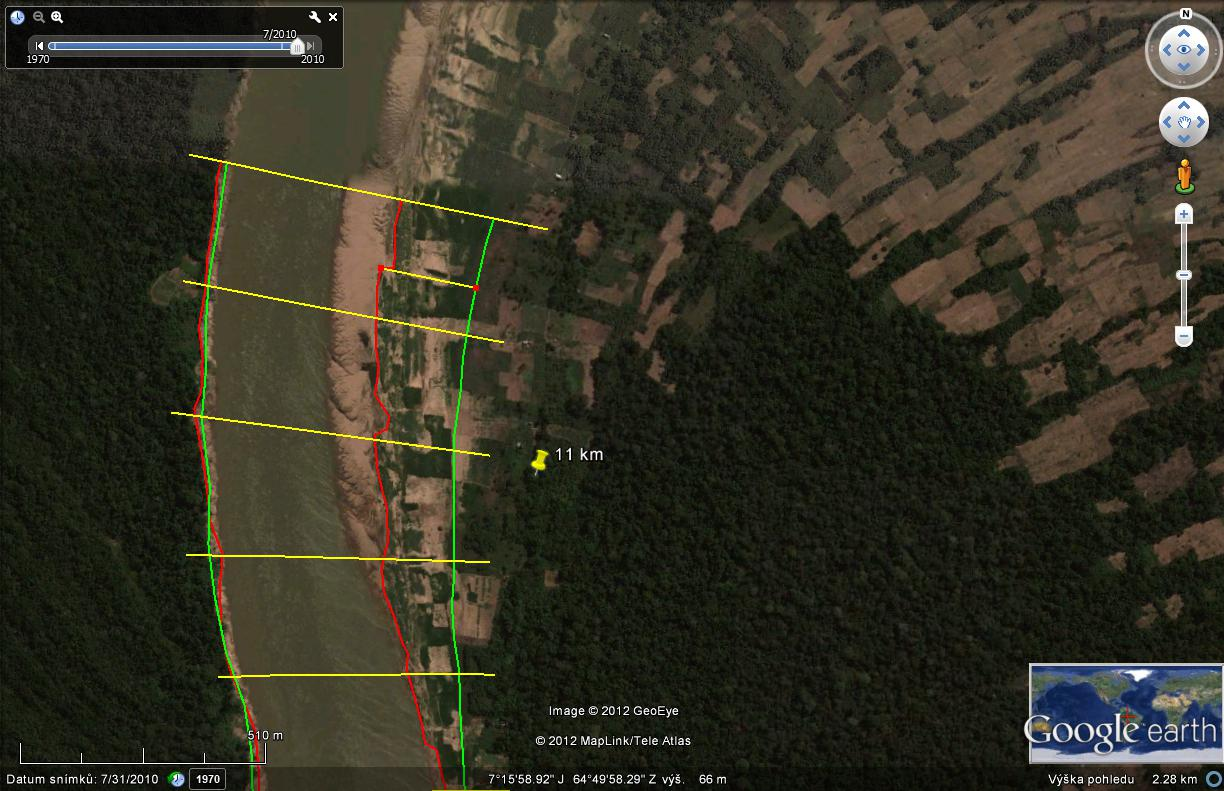 7/2010
1970
2010
N
11 km
510 m
Image © 2012 GeoEye
© 2012 MapLink/Tele Atlas
Google earth
Datum snímků: 7/31/2010
1970
7°15'58.92" J 64°49'58.29" Z výš. 66 m
Výška pohledu 2.28 km